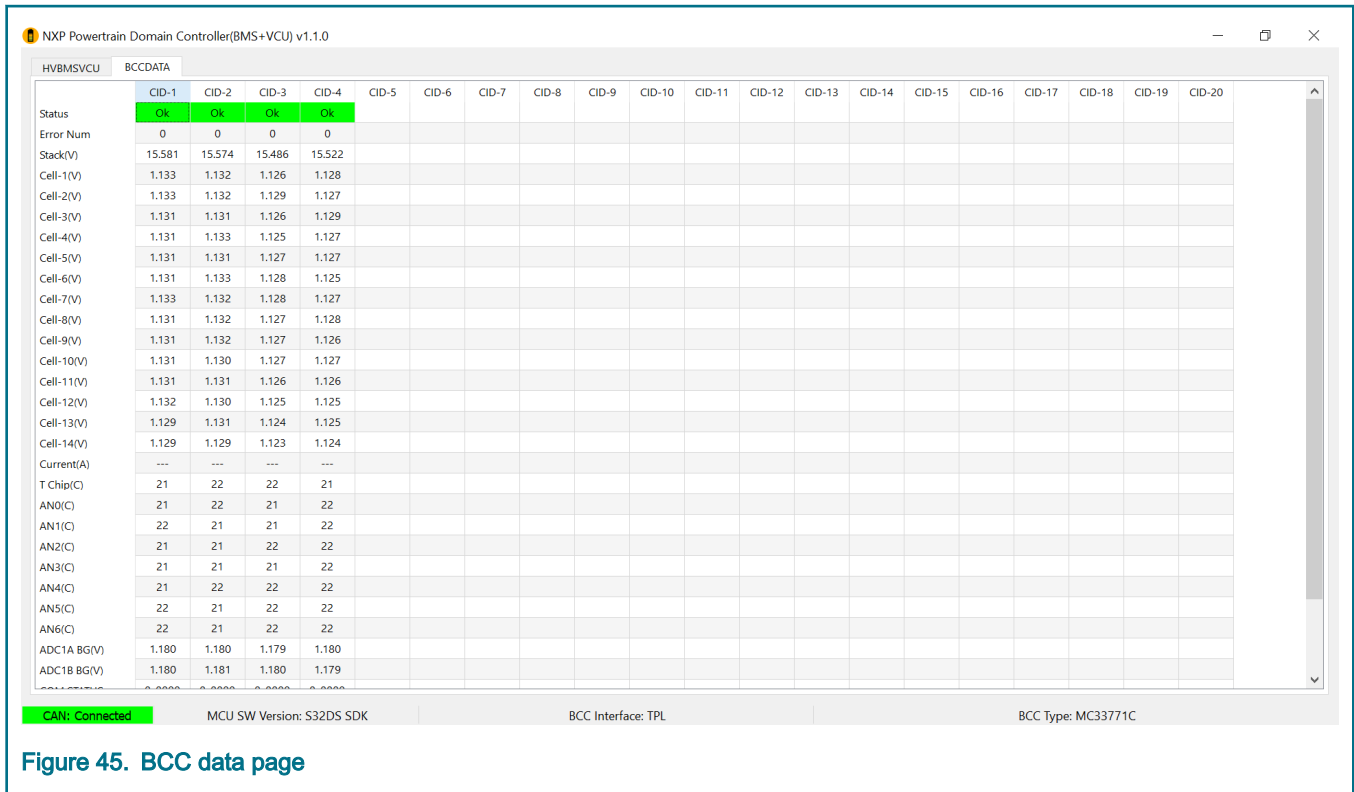 NXP Powertrain Domain Controller(BMS+VCU) v1.1.0
HVBMSVCU BCCDATA
CID-1 CID-2 CID-3 CID-4 CID-5 CID-6 CID-7 CID-8 CID-9 CID-10 CID-11 CID-12 CID-13 CID-14 CID-15 CID-16 CID-17 CID-18 CID-19 CID-20
Status Ok Ok Ok Ok
Error Num 0 0 0 0
Stack(V) 15.581 15.574 15.486 15.522
Cell-1(V) 1.133 1.132 1.126 1.128
Cell-2(V) 1.133 1.132 1.129 1.127
Cell-3(V) 1.131 1.131 1.126 1.129
Cell-4(V) 1.131 1.133 1.125 1.127
Cell-5(V) 1.131 1.131 1.127 1.127
Cell-6(V) 1.131 1.133 1.128 1.125
Cell-7(V) 1.133 1.132 1.128 1.127
Cell-8(V) 1.131 1.132 1.127 1.128
Cell-9(V) 1.131 1.132 1.127 1.126
Cell-10(V) 1.131 1.130 1.127 1.127
Cell-11(V) 1.131 1.131 1.126 1.126
Cell-12(V) 1.132 1.130 1.125 1.125
Cell-13(V) 1.129 1.131 1.124 1.125
Cell-14(V) 1.129 1.129 1.123 1.124
Current(A) --- --- --- ---
T Chip(C) 21 22 22 21
AN0(C) 21 22 21 22
AN1(C) 22 21 21 22
AN2(C) 21 21 22 22
AN3(C) 21 21 21 22
AN4(C) 21 22 22 22
AN5(C) 22 21 22 22
AN6(C) 22 21 22 22
ADC1A BG(V) 1.180 1.180 1.179 1.180
ADC1B BG(V) 1.180 1.181 1.180 1.179
CAN: Connected MCU SW Version: S32DS SDK BCC Interface: TPL BCC Type: MC33771C
Figure 45. BCC data page